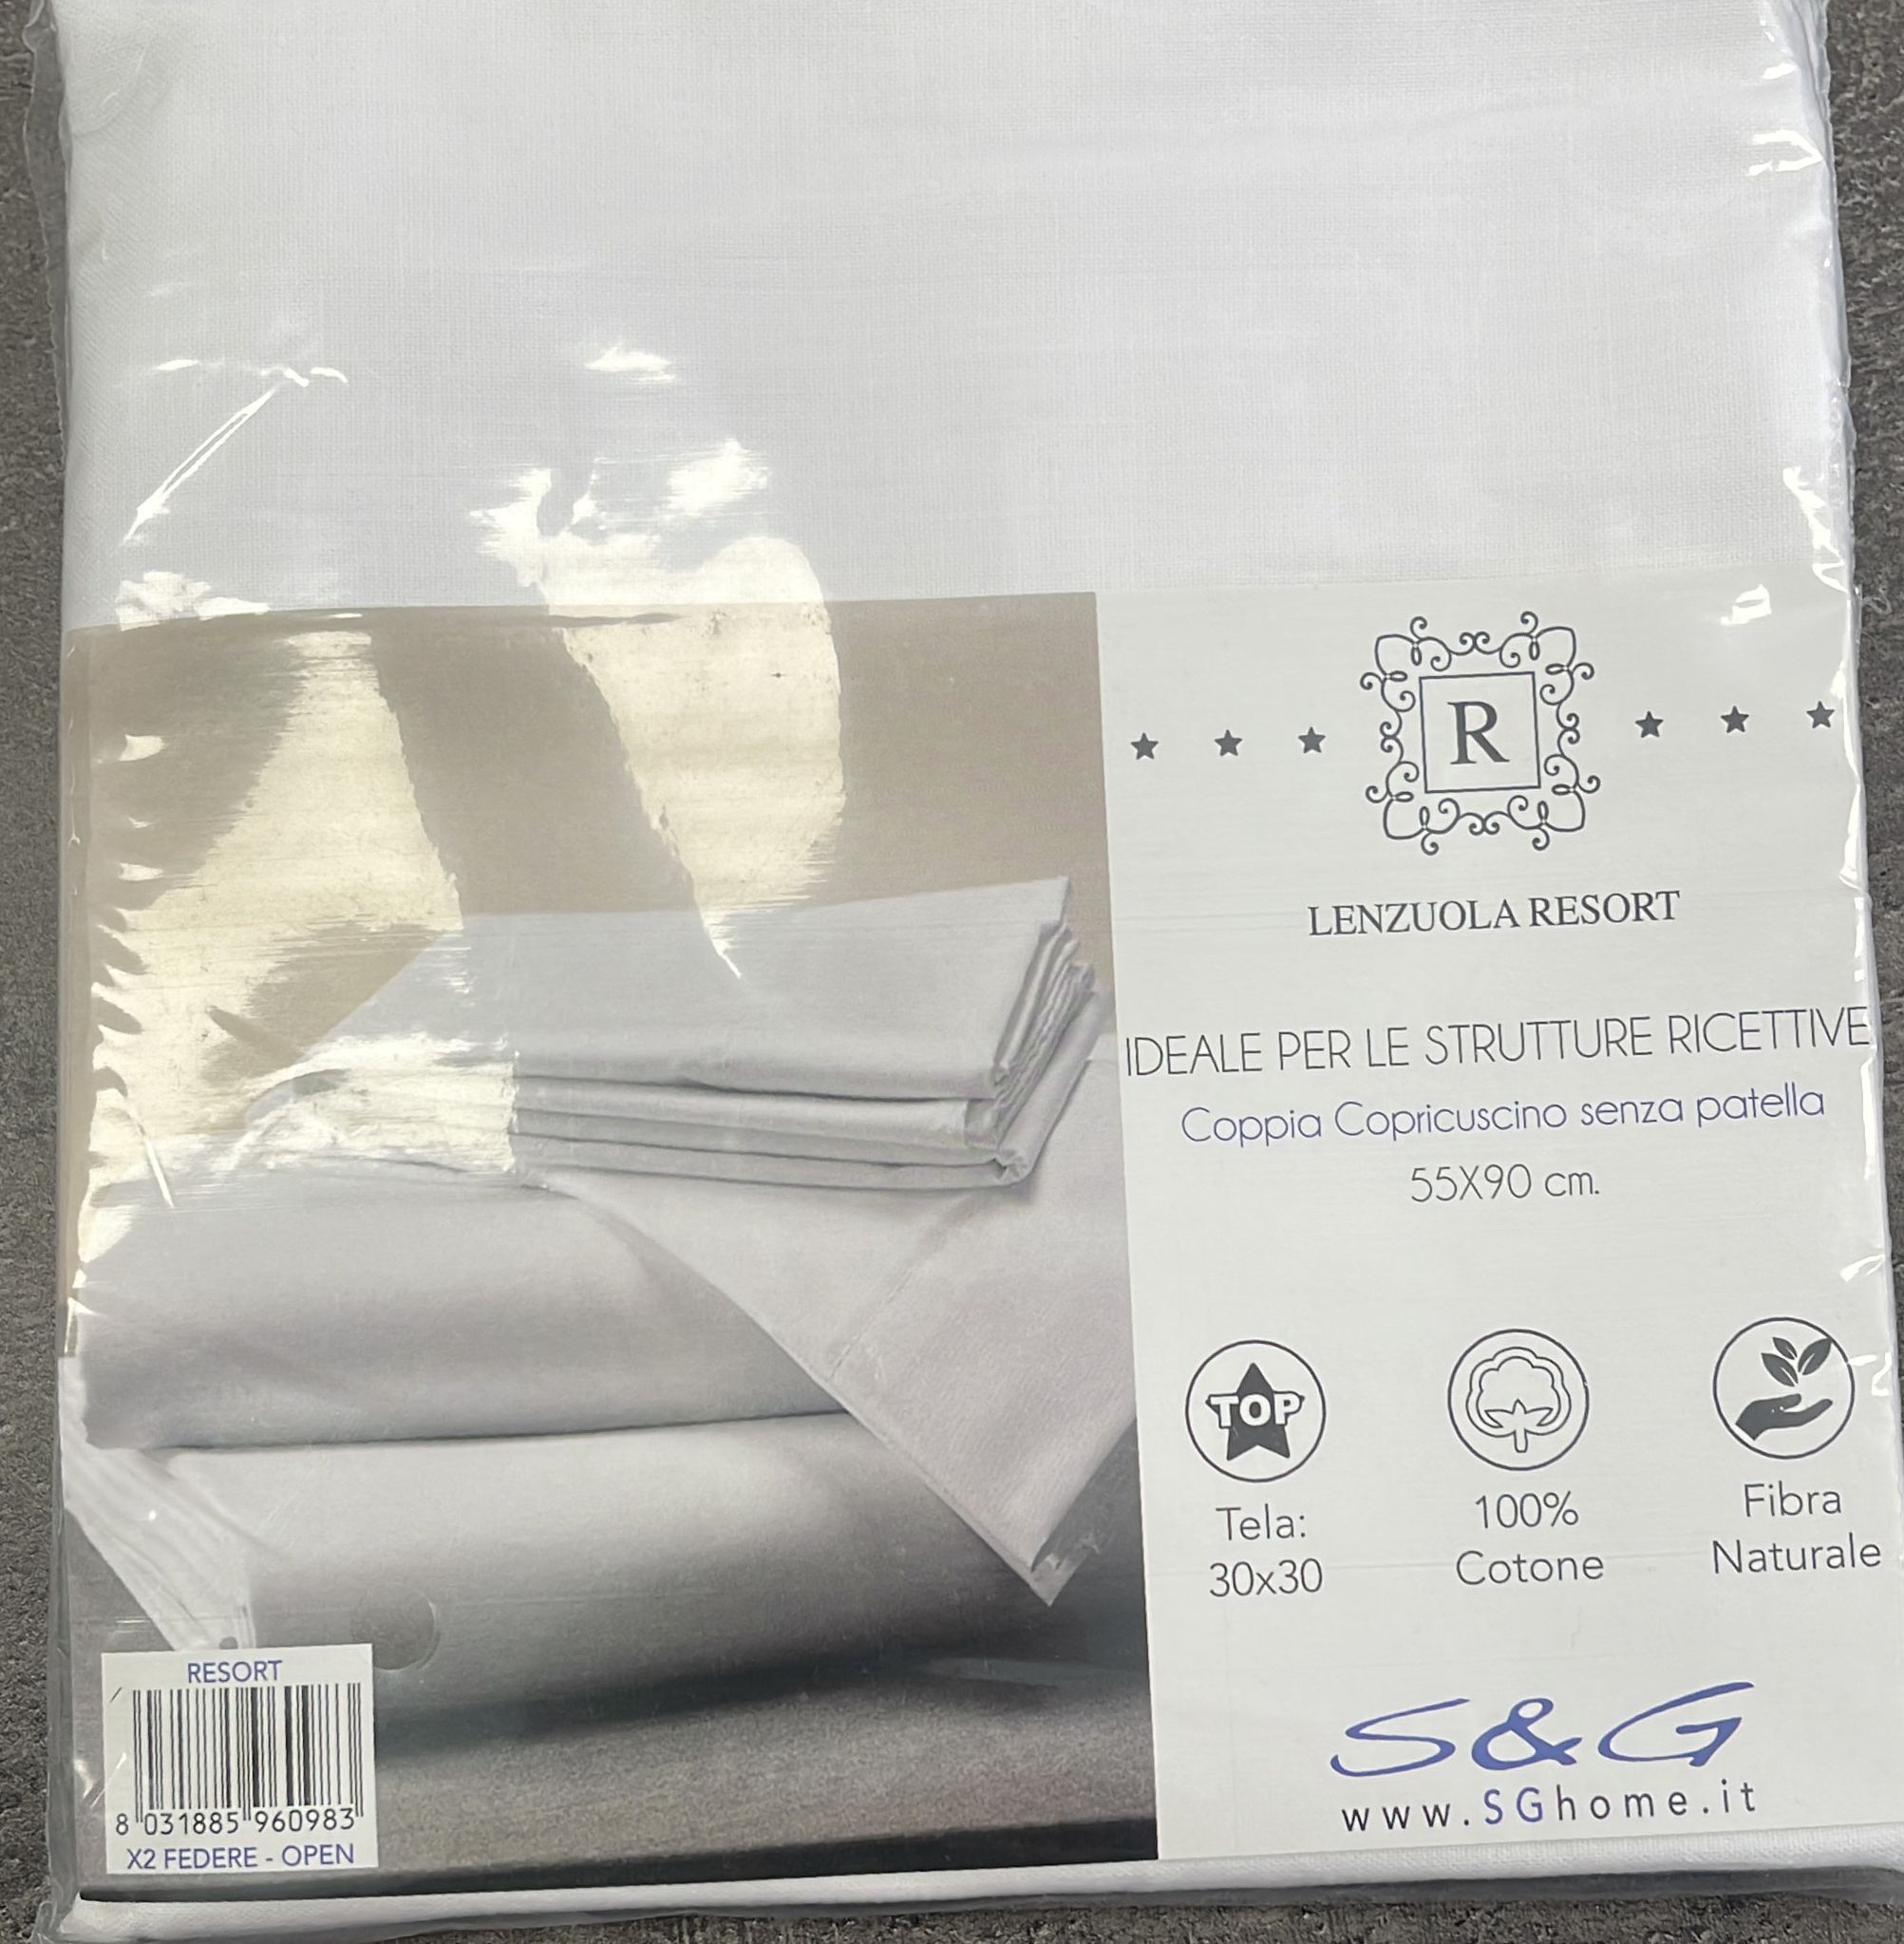 R
LENZUOLA RESORT
IDEALE PER LE STRUTTURE RICETTIVE
Coppia Copricuscino senza patella
55X90 cm.
TOP
Tela:
30x30
100%
Cotone
Fibra
Naturale
S&G
www.SGhome.it
RESORT
8 031885 960983
X2 FEDERE - OPEN